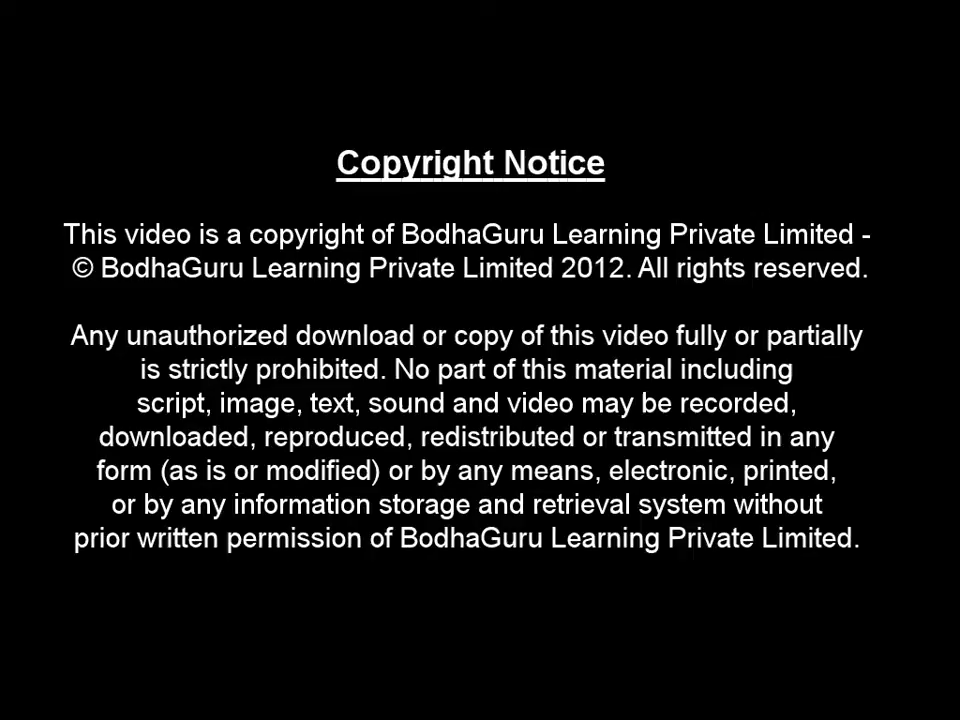 Copyright Notice
This video is a copyright of BodhaGuru Learning Private Limited -
© BodhaGuru Learning Private Limited 2012. All rights reserved.
Any unauthorized download or copy of this video fully or partially
is strictly prohibited. No part of this material including
script, image, text, sound and video may be recorded,
downloaded, reproduced, redistributed or transmitted in any
form (as is or modified) or by any means, electronic, printed,
or by any information storage and retrieval system without
prior written permission of BodhaGuru Learning Private Limited.